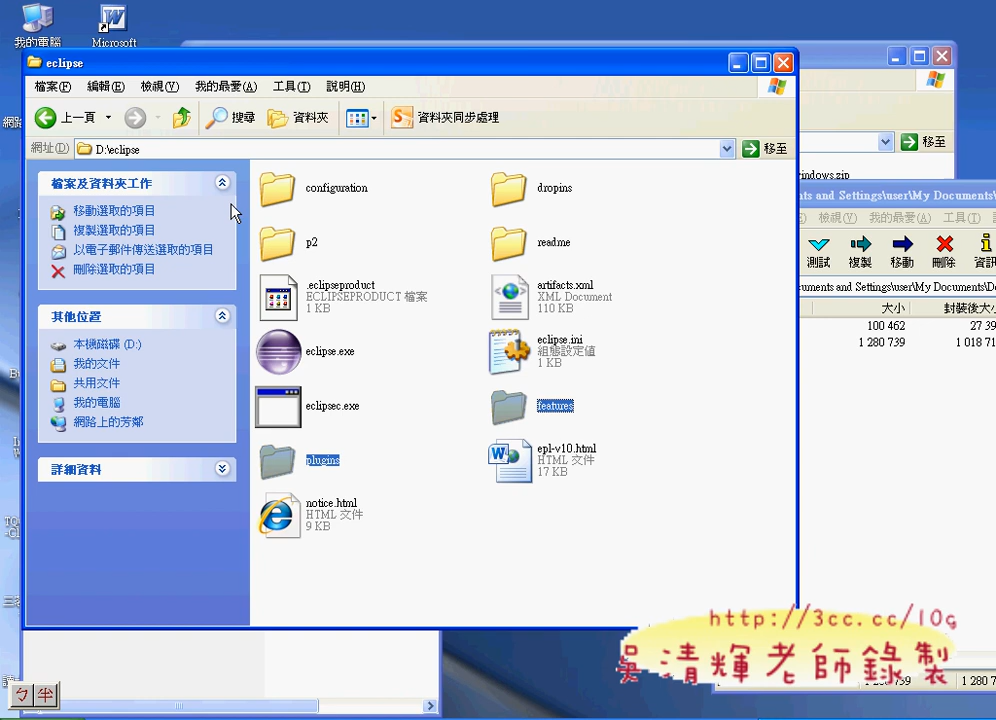 我的電腦
Microsoft
eclipse
檔案(F) 編輯(E) 檢視(V) 我的最愛(A) 工具(T) 說明(H)
上一頁 搜尋 資料夾 資料夾同步處理
網址(D) D:\eclipse 移至
檔案及資料夾工作
移動選取的項目
複製選取的項目
以電子郵件傳送選取的項目
刪除選取的項目
其他位置
本機磁碟 (D:)
我的文件
共用文件
我的電腦
網路上的芳鄰
詳細資料
configuration
dropins
p2
readme
.eclipseproduct
ECLIPSEPRODUCT 檔案
1 KB
artifacts.xml
XML Document
110 KB
eclipse.exe
eclipse.ini
組態設定值
1 KB
eclipsec.exe
features
plugins
epl-v10.html
HTML 文件
17 KB
notice.html
HTML 文件
9 KB
移至
indows.zip
ts and Settings\user\My Documents\
檢視(V) 我的最愛(A) 工具(T)
測試 複製 移動 刪除 資訊
uments and Settings\user\My Documents\Do
大小 封裝後大小
100 462 27 39
1 280 739 1 018 71
http://3cc.cc/10g
吳清輝老師錄製
1 280 7
ㄅ 半